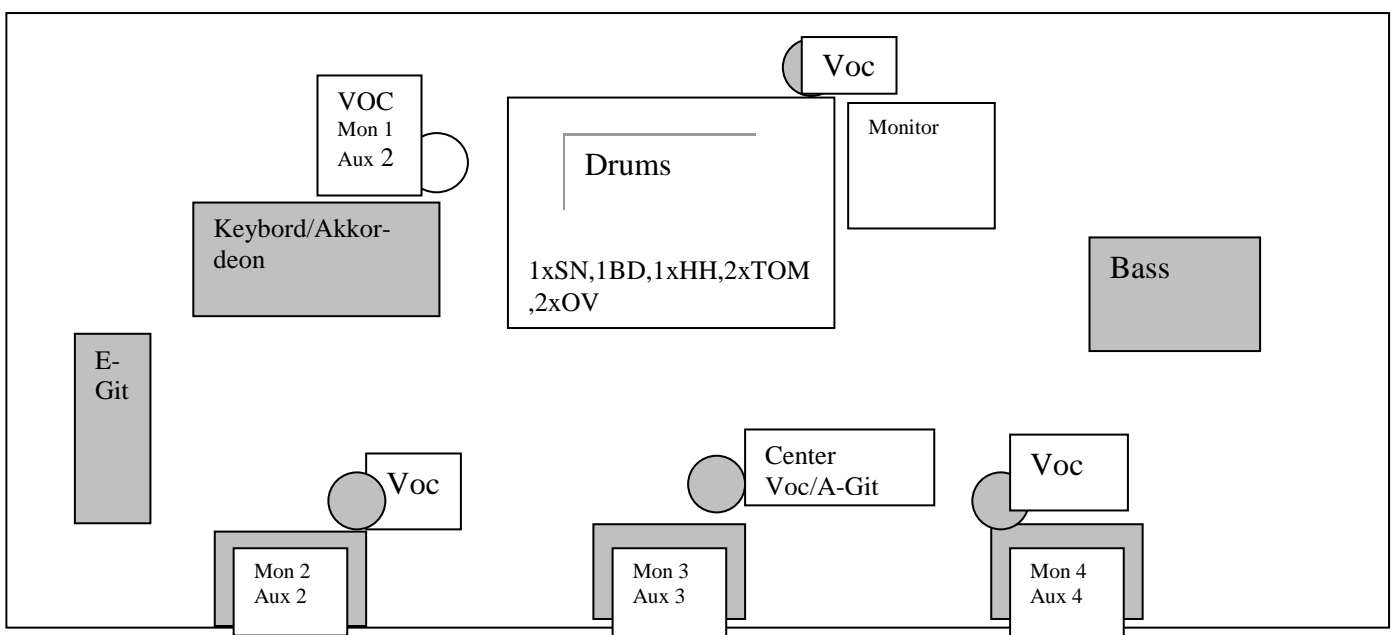 Voc
VOC
Mon 1
Aux 2
Monitor
Drums
Keybord/Akkor-
deon
1xSN,1BD,1xHH,2xTOM
,2xOV
Bass
E-
Git
Voc
Center
Voc/A-Git
Voc
Mon 2
Aux 2
Mon 3
Aux 3
Mon 4
Aux 4